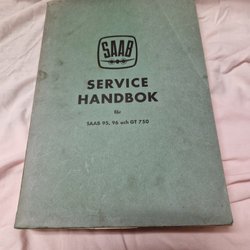 SAAB
SERVICE
HANDBOK
för
SAAB 95, 96 och GT 750